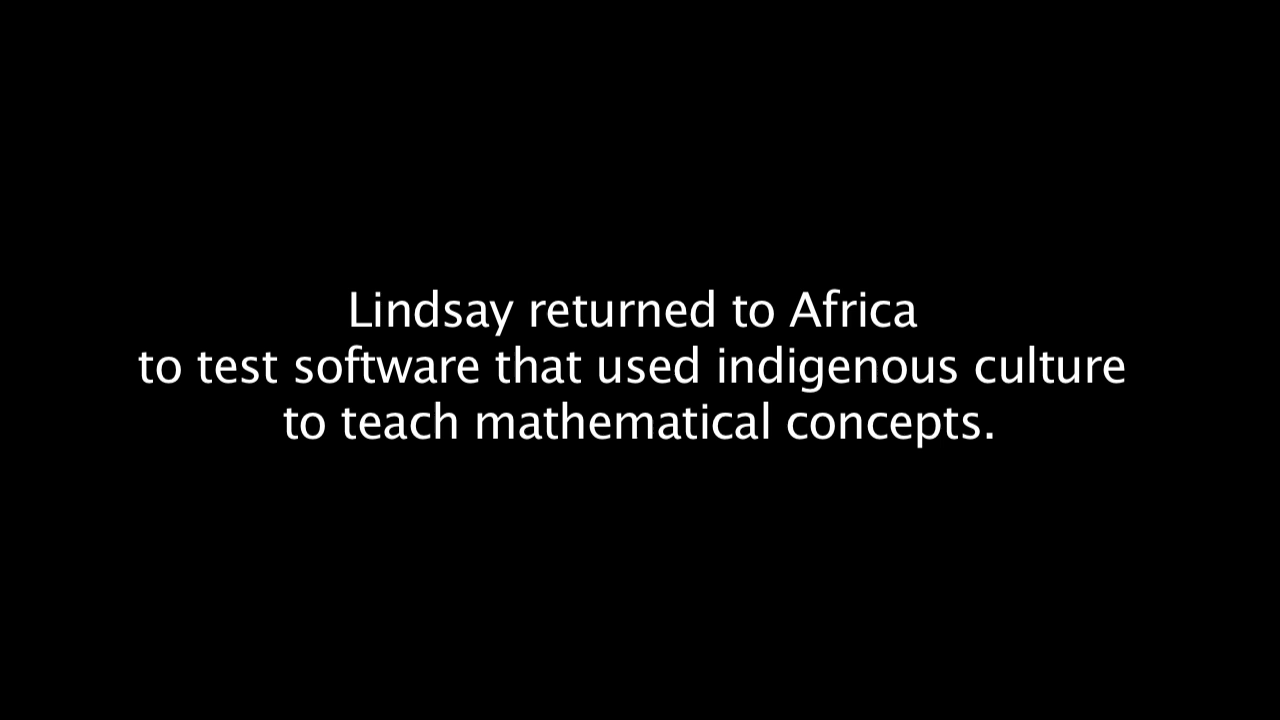 Lindsay returned to Africa
to test software that used indigenous culture
to teach mathematical concepts.